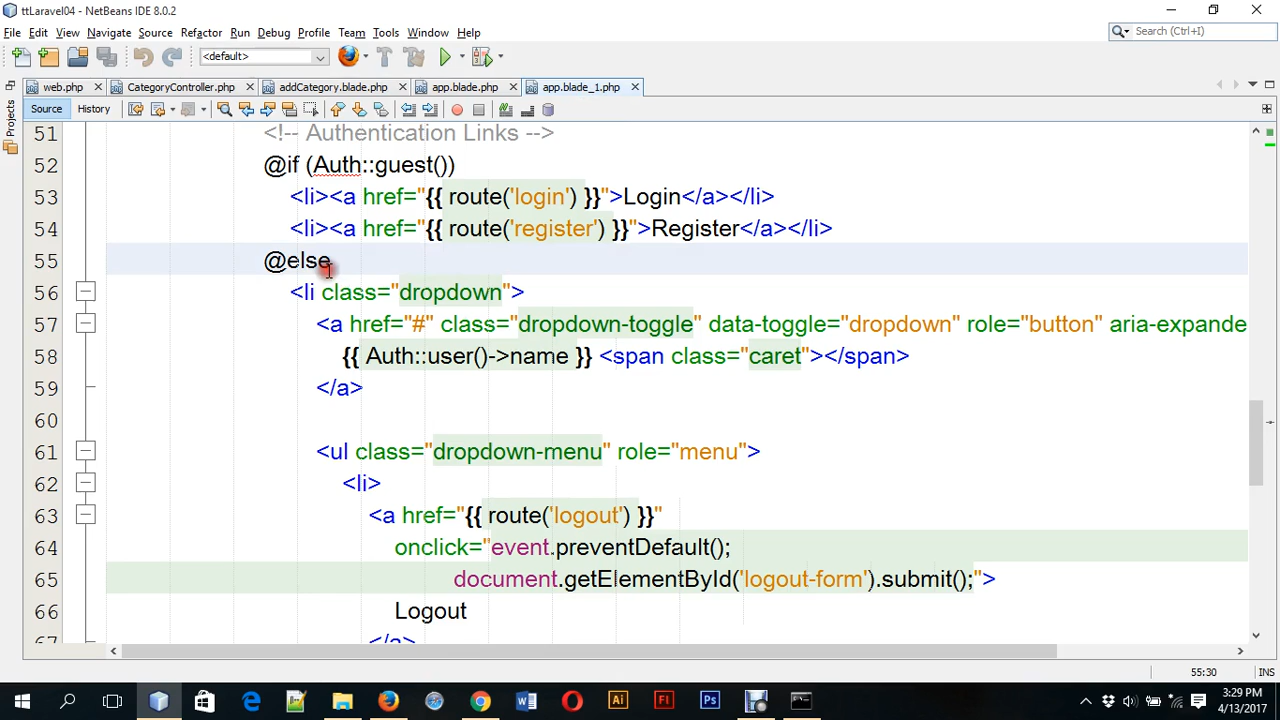 ttLaravel04 - NetBeans IDE 8.0.2
File Edit View Navigate Source Refactor Run Debug Profile Team Tools Window Help
Search (Ctrl+I)
<default>
web.php CategoryController.php addCategory.blade.php app.blade.php app.blade_1.php
Projects
Source History
51 <!-- Authentication Links -->
52 @if (Auth::guest())
53 <li><a href="{{ route('login') }}">Login</a></li>
54 <li><a href="{{ route('register') }}">Register</a></li>
55 @else
56 <li class="dropdown">
57 <a href="#" class="dropdown-toggle" data-toggle="dropdown" role="button" aria-expande
58 {{ Auth::user()->name }} <span class="caret"></span>
59 </a>
60
61 <ul class="dropdown-menu" role="menu">
62 <li>
63 <a href="{{ route('logout') }}"
64 onclick="event.preventDefault();
65 document.getElementById('logout-form').submit();">
66 Logout
67 </a>
55:30 INS
3:29 PM
4/13/2017